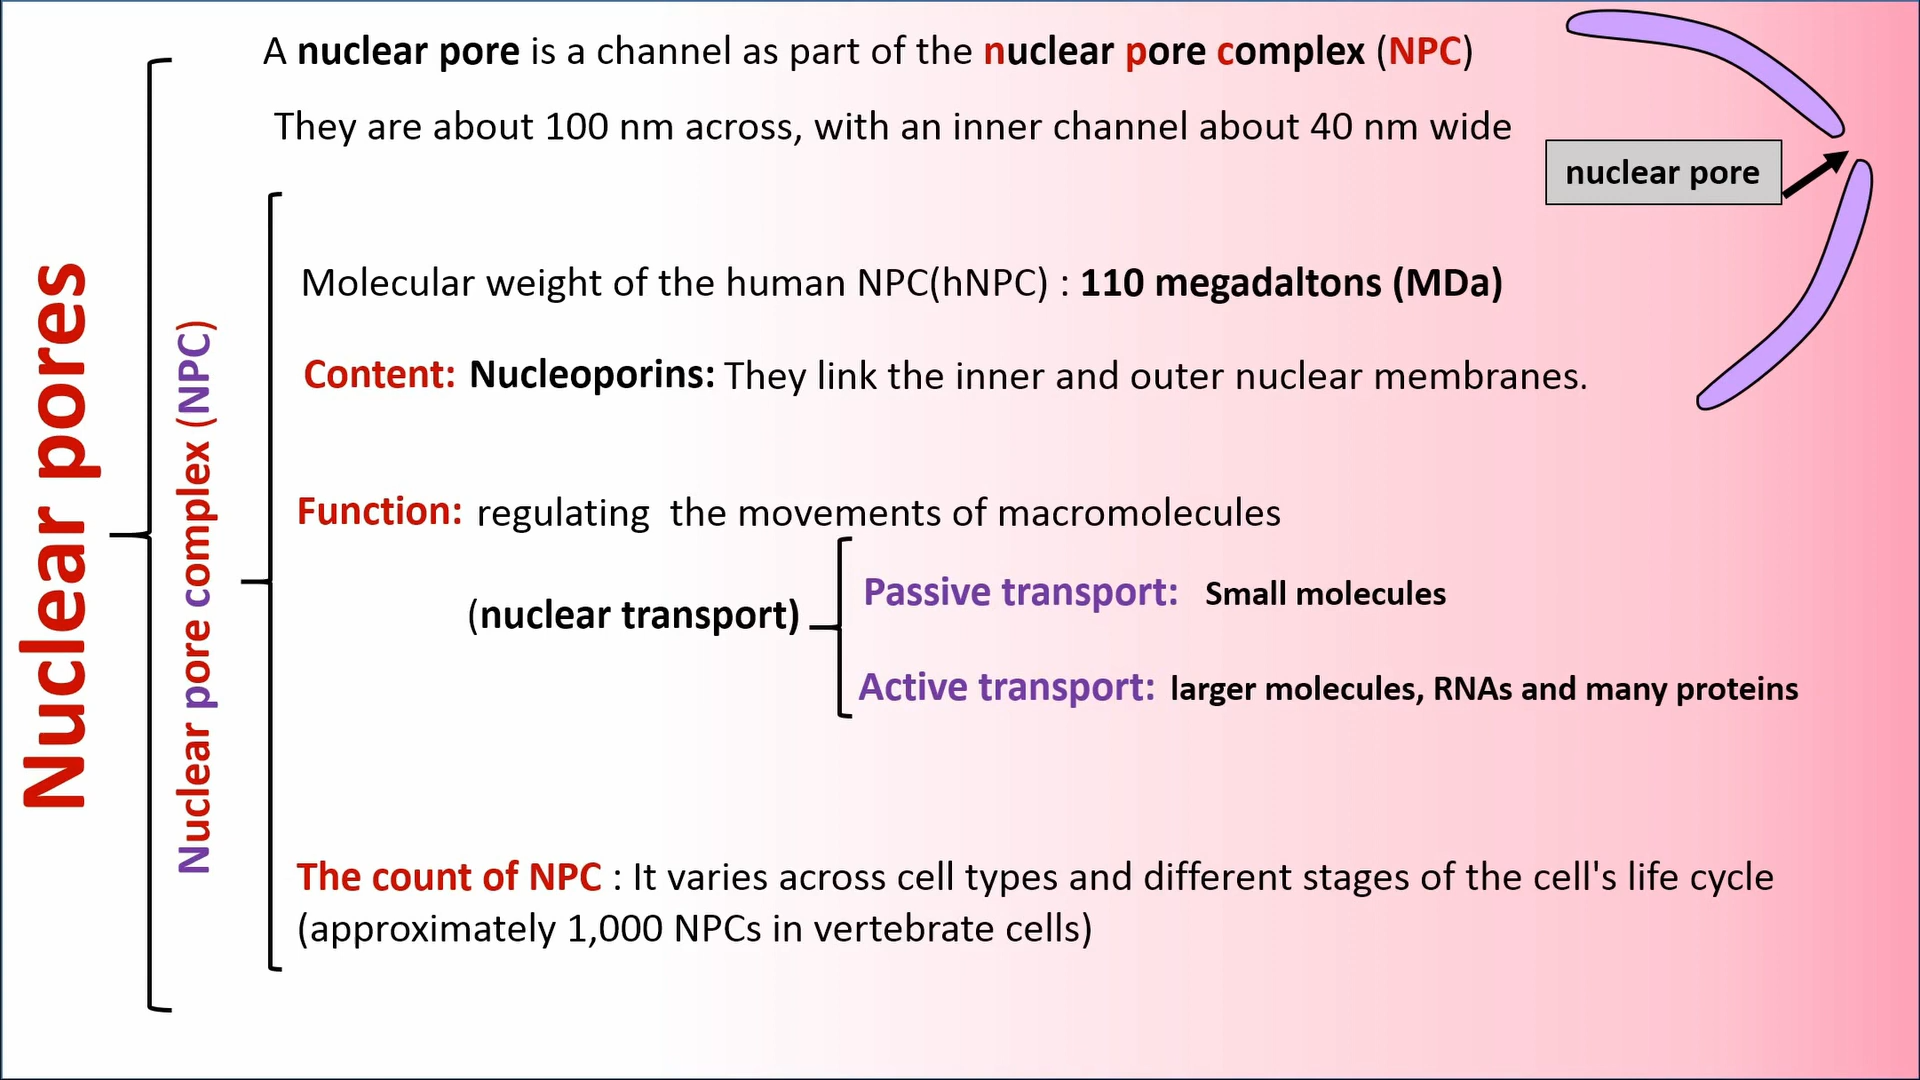 Nuclear pores
A nuclear pore is a channel as part of the nuclear pore complex (NPC)
They are about 100 nm across, with an inner channel about 40 nm wide
nuclear pore
Nuclear pore complex (NPC)
Molecular weight of the human NPC(hNPC) : 110 megadaltons (MDa)
Content: Nucleoporins: They link the inner and outer nuclear membranes.
Function: regulating  the movements of macromolecules
(nuclear transport)
Passive transport: Small molecules
Active transport: larger molecules, RNAs and many proteins
The count of NPC : It varies across cell types and different stages of the cell's life cycle
(approximately 1,000 NPCs in vertebrate cells)